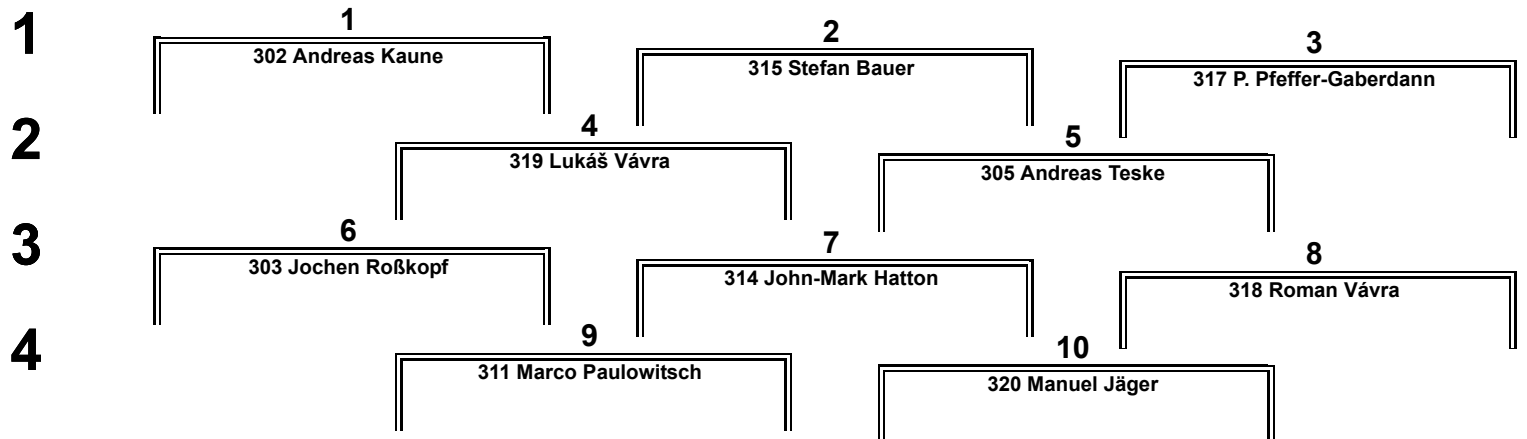 1
1
302 Andreas Kaune
2
315 Stefan Bauer
3
317 P. Pfeffer-Gaberdann
2
4
319 Lukáš Vávra
5
305 Andreas Teske
3
6
303 Jochen Roßkopf
7
314 John-Mark Hatton
8
318 Roman Vávra
4
9
311 Marco Paulowitsch
10
320 Manuel Jäger